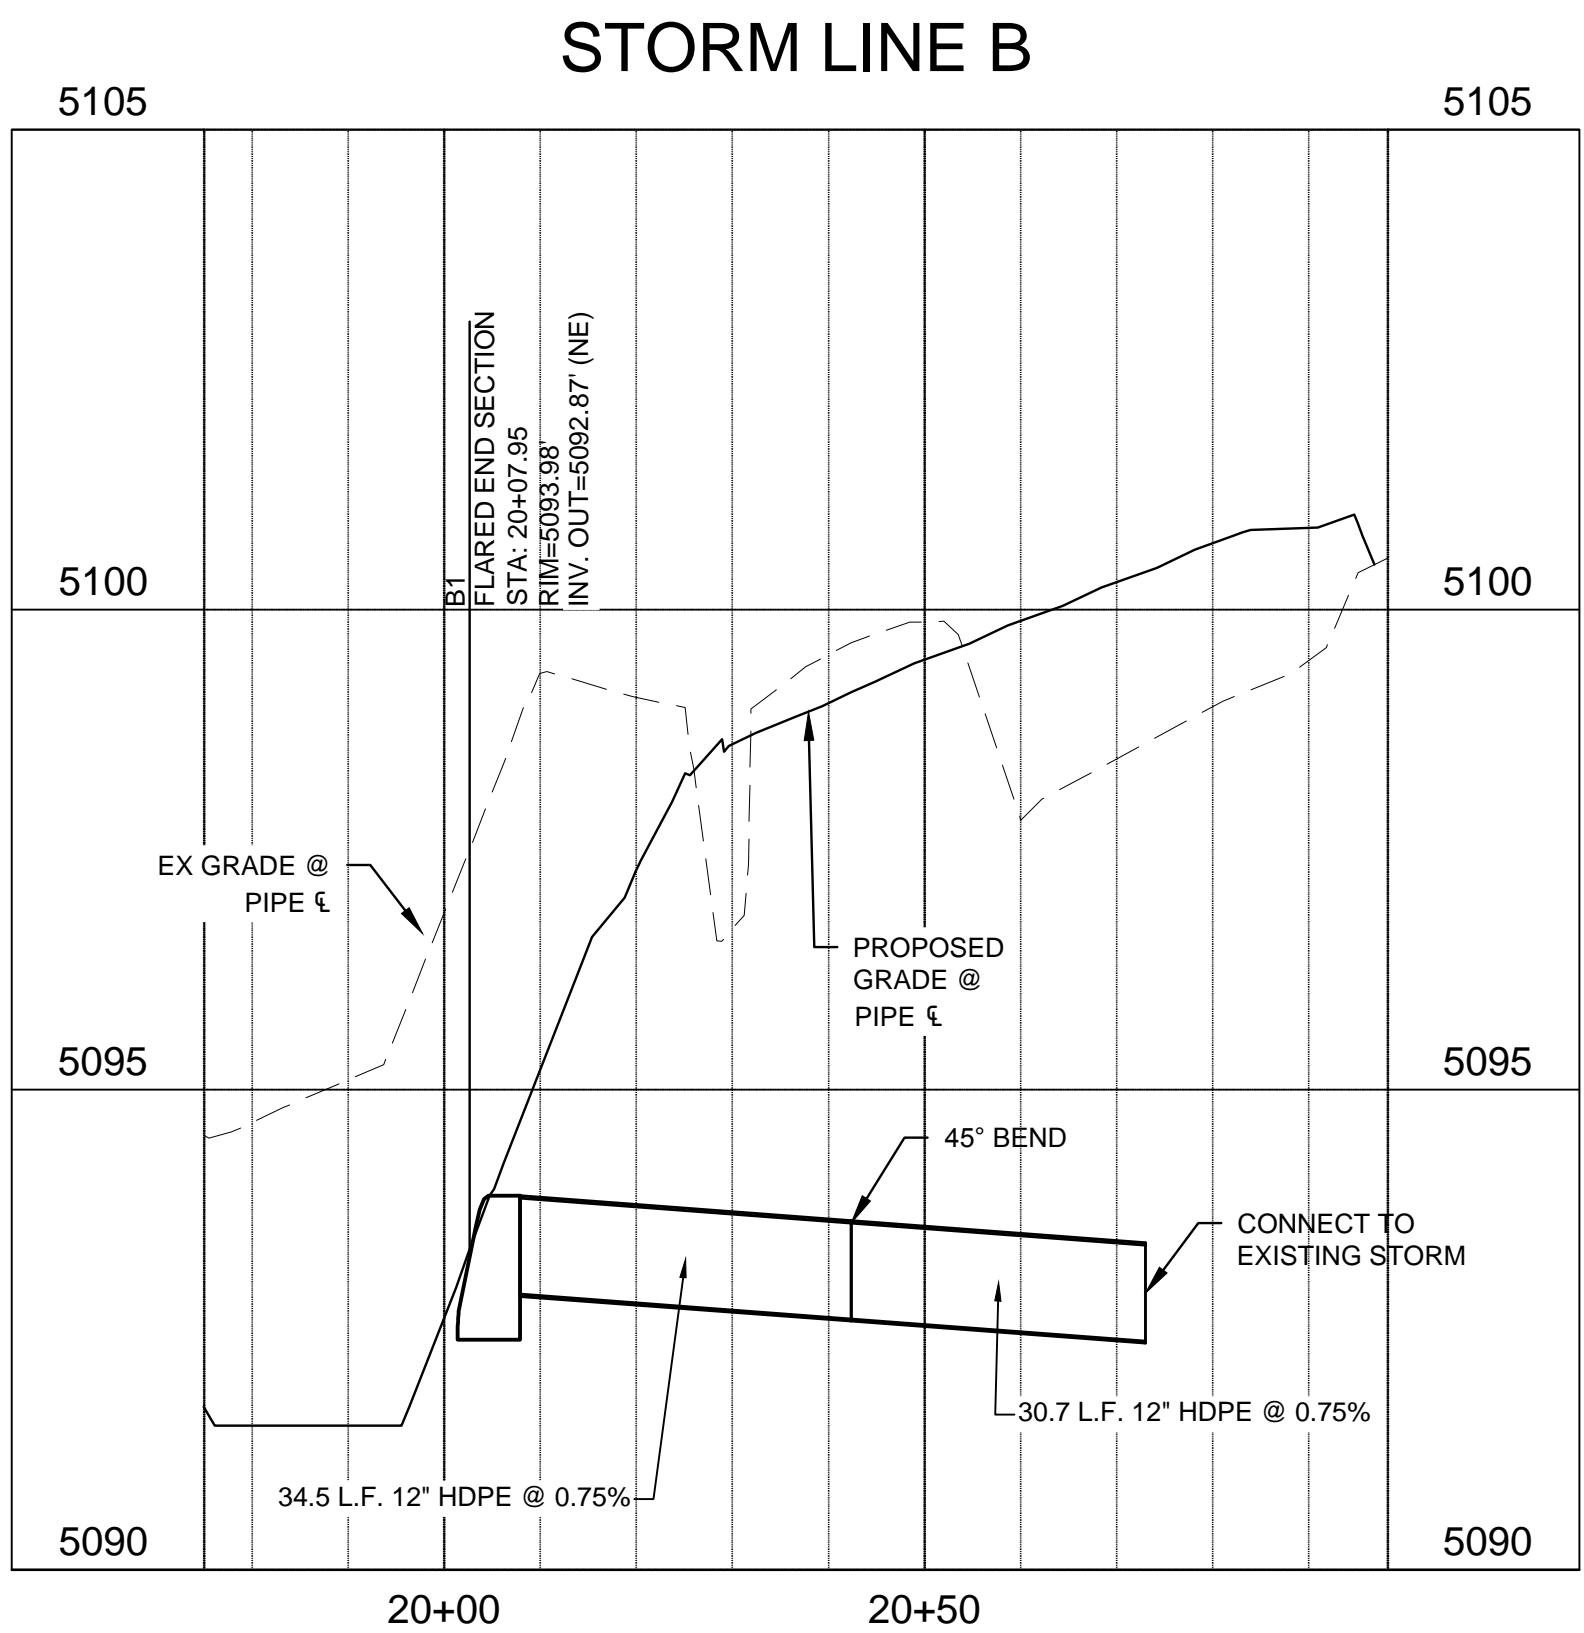 STORM LINE B
5105
5105
B1
FLARED END SECTION
STA: 20+07.95
RIM=5093.98'
INV. OUT=5092.87' (NE)
5100
5100
EX GRADE @
PIPE ℄
PROPOSED
GRADE @
PIPE ℄
5095
5095
45° BEND
CONNECT TO
EXISTING STORM
30.7 L.F. 12" HDPE @ 0.75%
34.5 L.F. 12" HDPE @ 0.75%
5090
5090
20+00
20+50